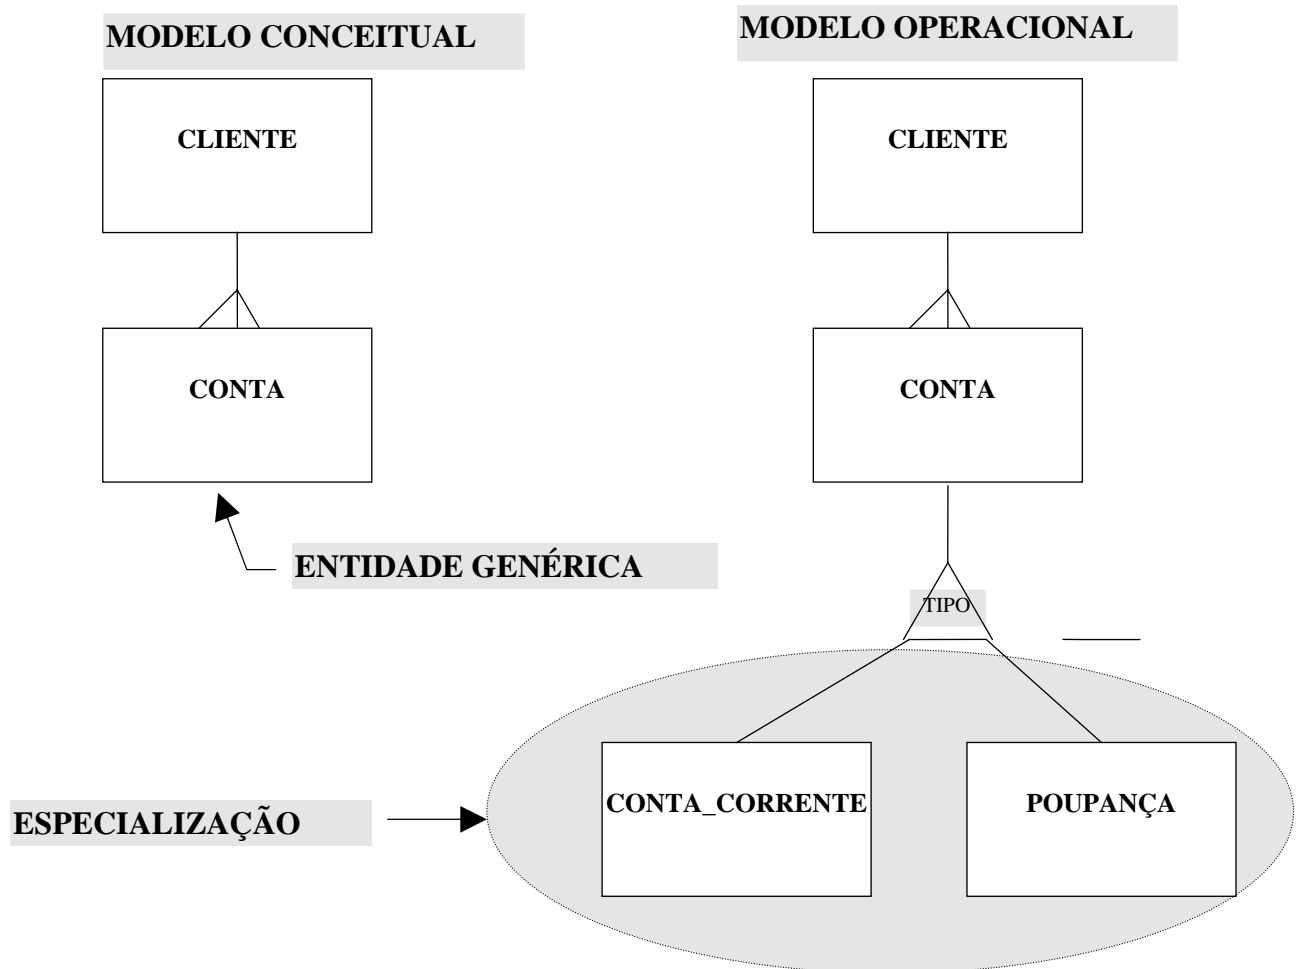 MODELO CONCEITUAL
MODELO OPERACIONAL
CLIENTE
CLIENTE
CONTA
CONTA
ENTIDADE GENÉRICA
TIPO
CONTA_CORRENTE
POUPANÇA
ESPECIALIZAÇÃO